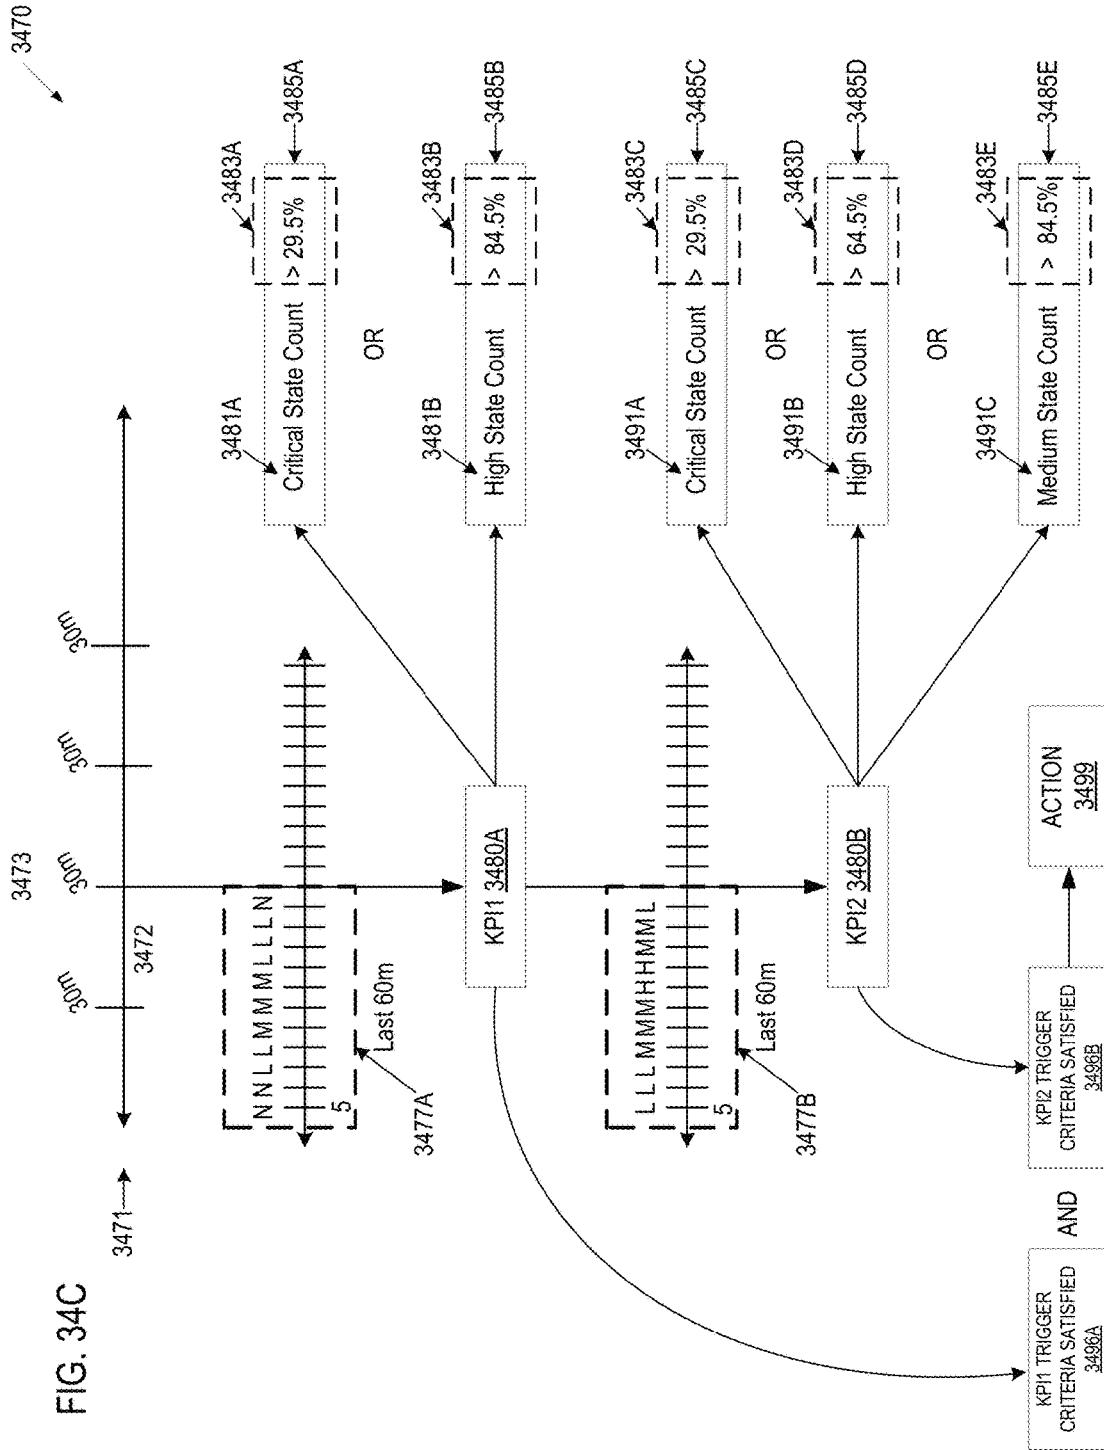 3473
3470
FIG. 34C
30m 30m 30m 30m
3471
3472
3481A
3483A
N N L L M M M L L L N
Critical State Count > 29.5%
3485A
5
Last 60m
3477A
OR
3481B
3483B
KPI1 3480A
High State Count > 84.5%
3485B
L L L M M M H H M M L
3491A
3483C
Critical State Count > 29.5%
3485C
5
Last 60m
3477B
OR
3491B
3483D
KPI2 3480B
High State Count > 64.5%
3485D
OR
3491C
3483E
Medium State Count > 84.5%
3485E
KPI1 TRIGGER
CRITERIA SATISFIED
3496A
AND
KPI2 TRIGGER
CRITERIA SATISFIED
3496B
ACTION
3499